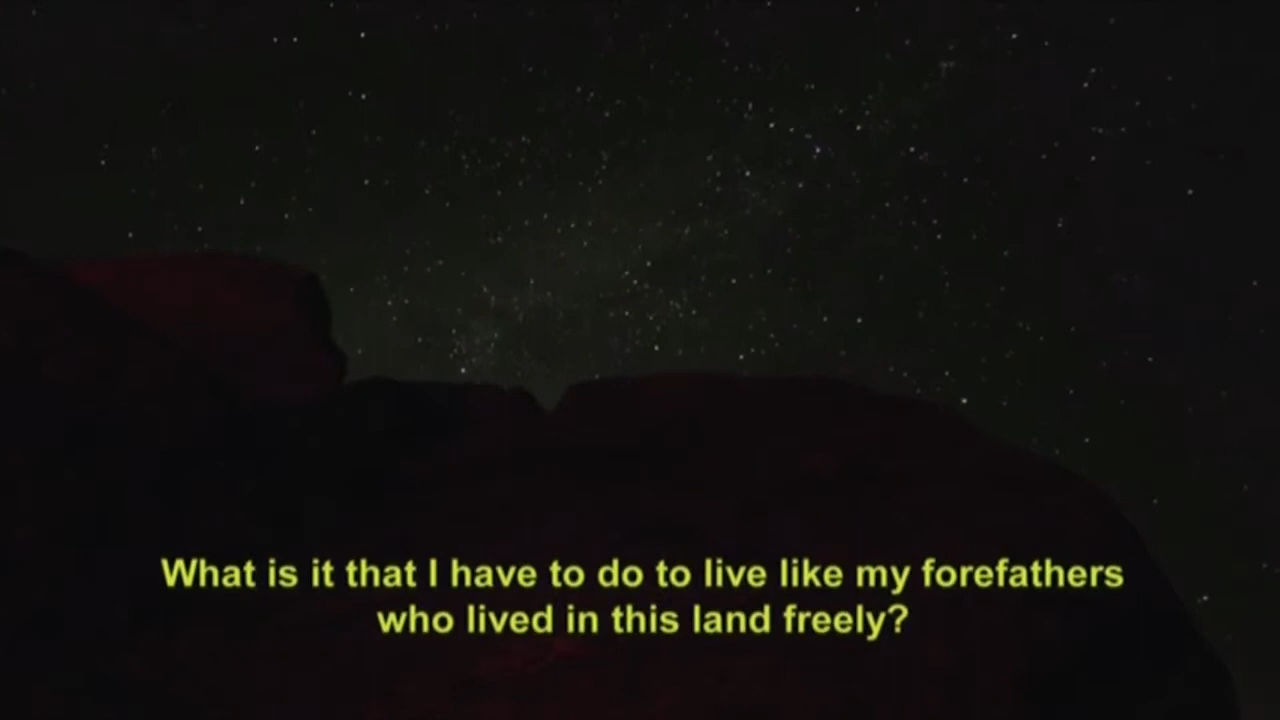 What is it that I have to do to live like my forefathers
who lived in this land freely?